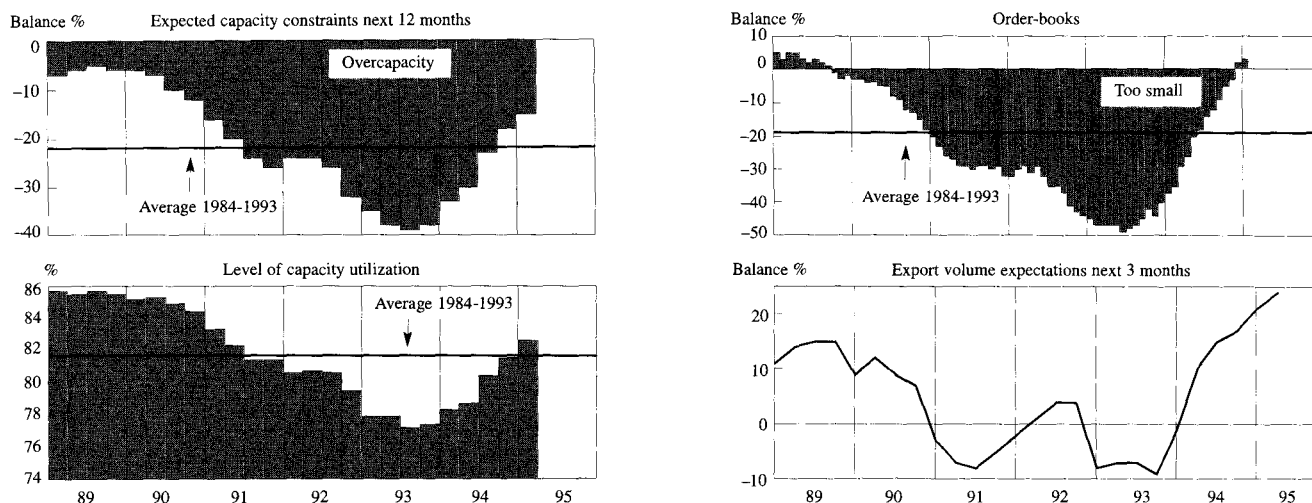 Balance %
Expected capacity constraints next 12 months
0
Overcapacity
−10
−20
Average 1984-1993
−30
−40
%
Level of capacity utilization
86
Average 1984-1993
84
82
80
78
76
74
89 90 91 92 93 94 95
Balance %
Order-books
10
0
Too small
−10
−20
−30
Average 1984-1993
−40
−50
Balance %
Export volume expectations next 3 months
20
10
0
−10
89 90 91 92 93 94 95